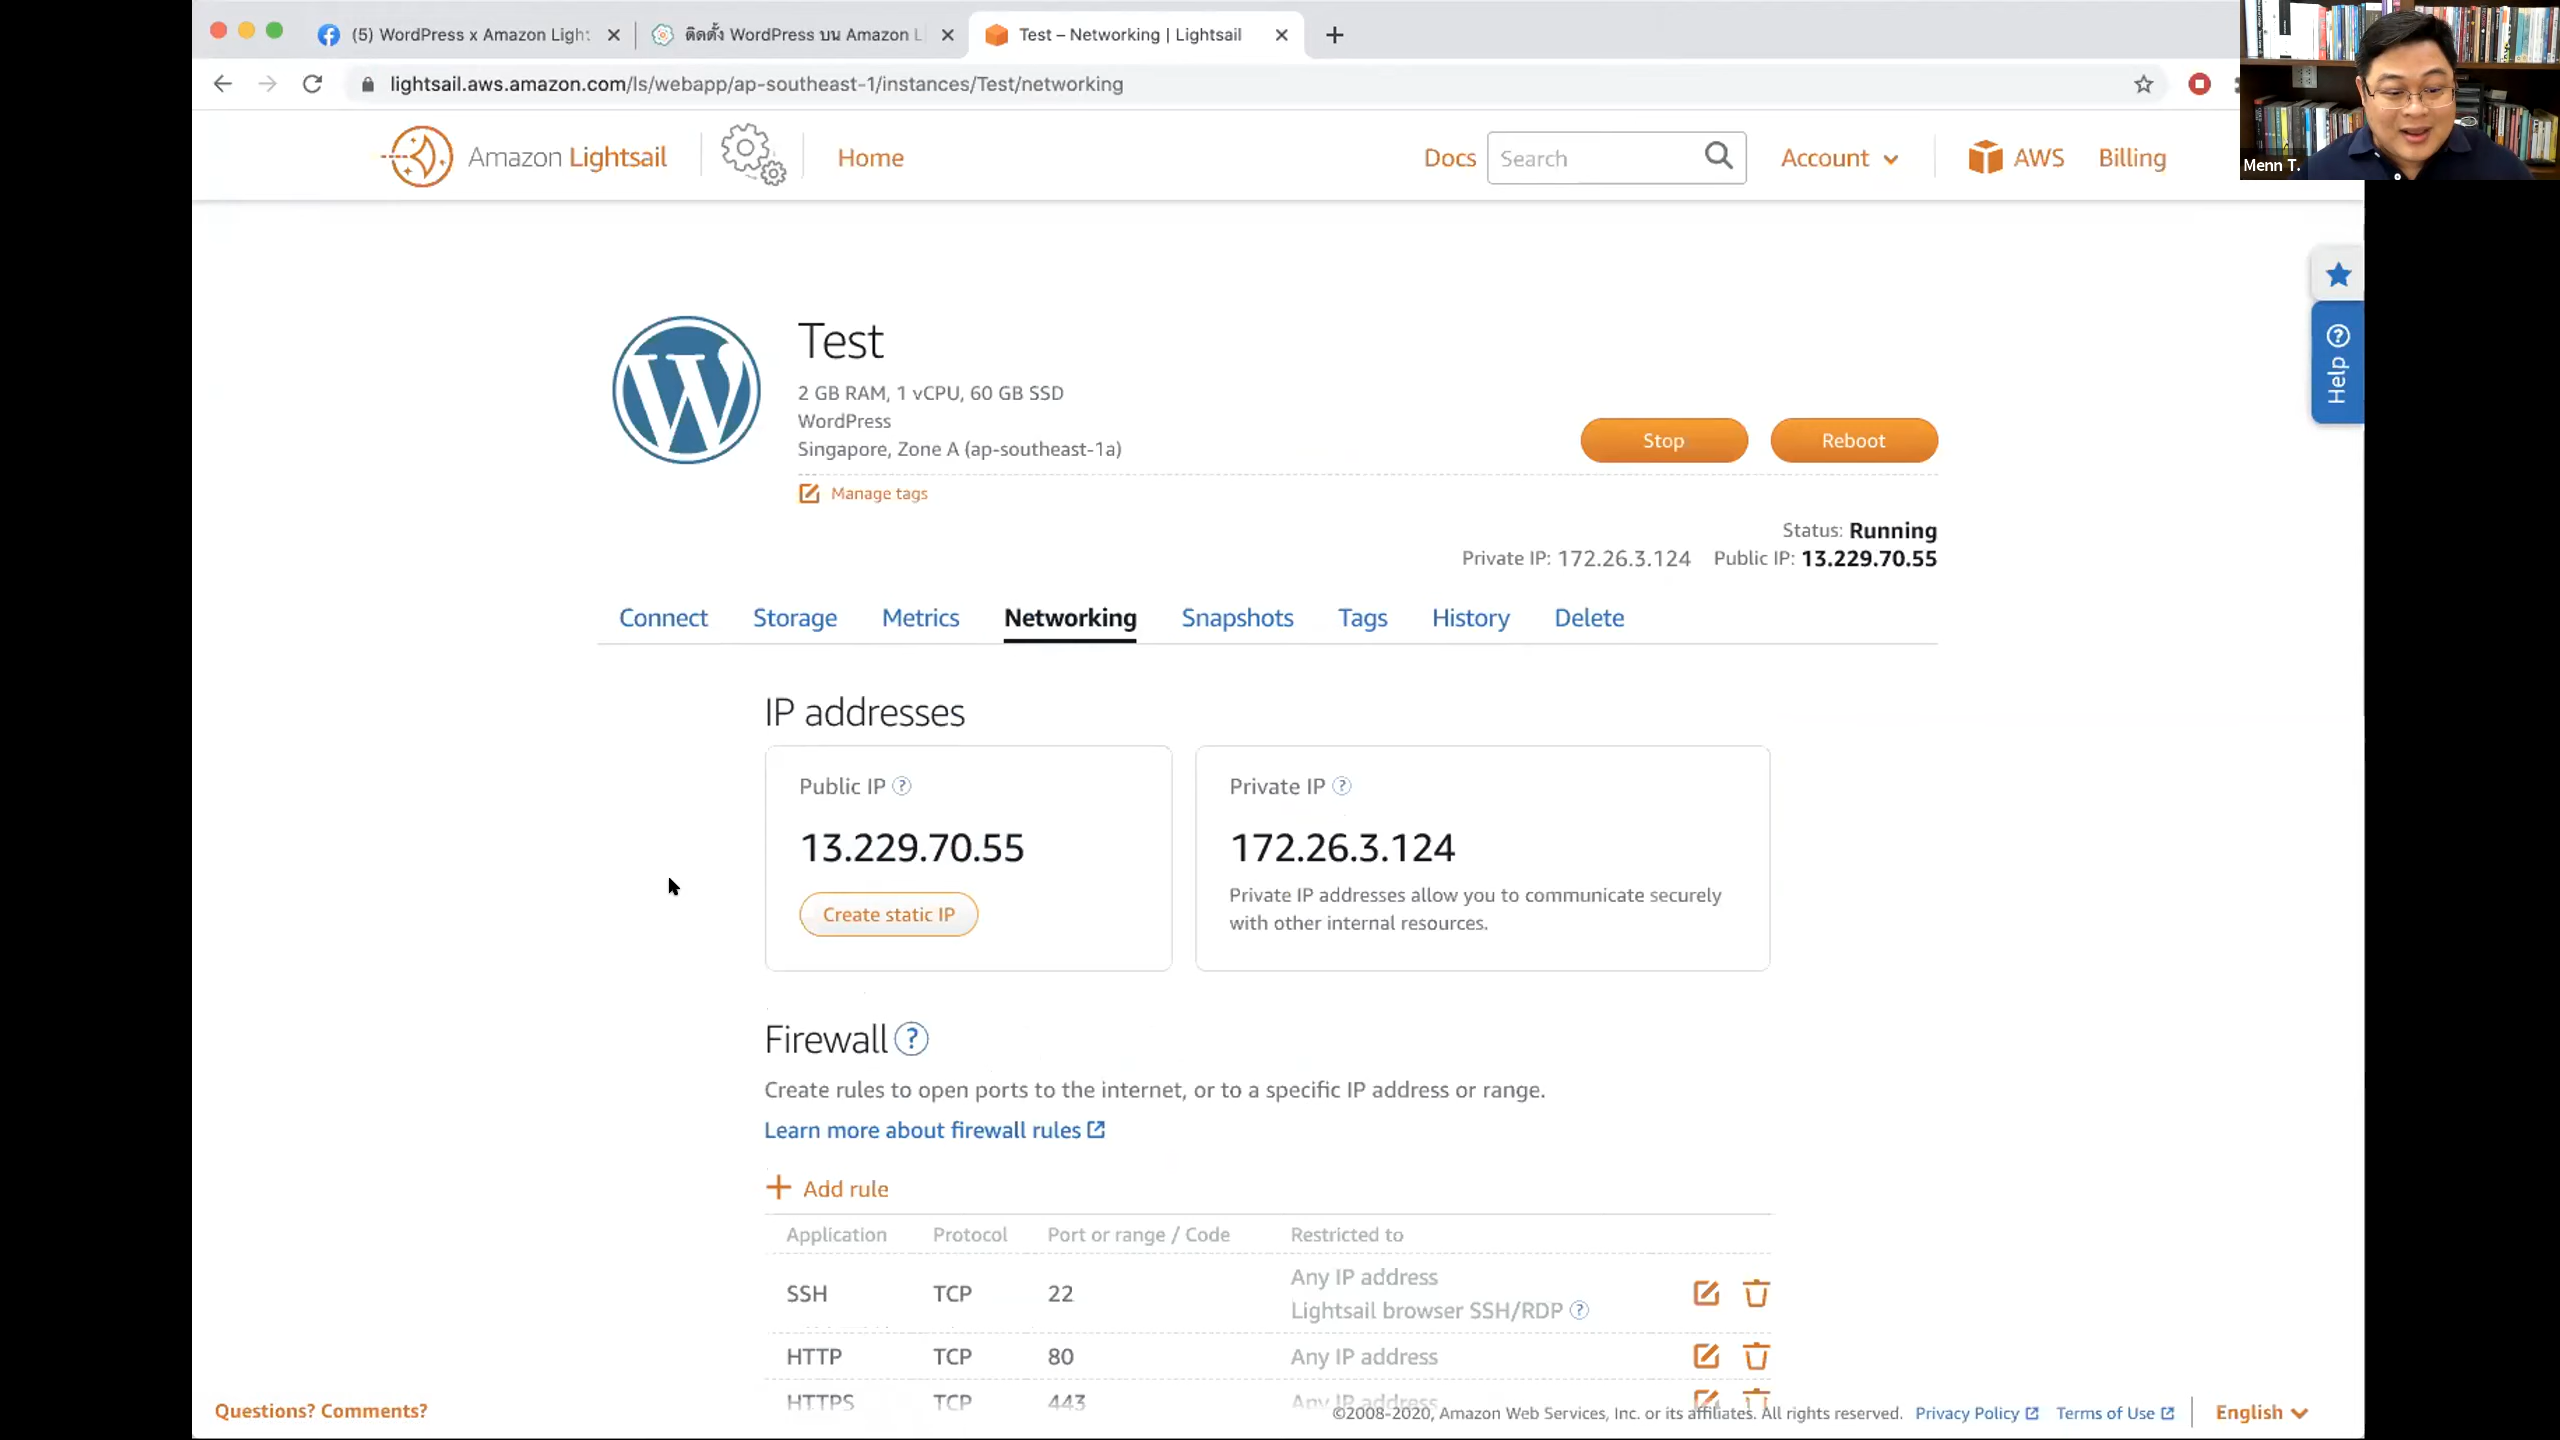 (5) WordPress x Amazon Light
ติดตั้ง WordPress บน Amazon L
Test – Networking | Lightsail
lightsail.aws.amazon.com/ls/webapp/ap-southeast-1/instances/Test/networking
Menn T.
Amazon Lightsail
Home
Docs
Search
Account
AWS
Billing
Help
Test
2 GB RAM, 1 vCPU, 60 GB SSD
WordPress
Singapore, Zone A (ap-southeast-1a)
Stop
Reboot
Manage tags
Status: Running
Private IP: 172.26.3.124 Public IP: 13.229.70.55
Connect Storage Metrics Networking Snapshots Tags History Delete
IP addresses
Public IP ?
13.229.70.55
Create static IP
Private IP ?
172.26.3.124
Private IP addresses allow you to communicate securely
with other internal resources.
Firewall ?
Create rules to open ports to the internet, or to a specific IP address or range.
Learn more about firewall rules
+ Add rule
Application Protocol Port or range / Code Restricted to
SSH TCP 22 Any IP address
Lightsail browser SSH/RDP ?
HTTP TCP 80 Any IP address
HTTPS TCP 443 Any IP address
Questions? Comments?
©2008-2020, Amazon Web Services, Inc. or its affiliates. All rights reserved. Privacy Policy Terms of Use English